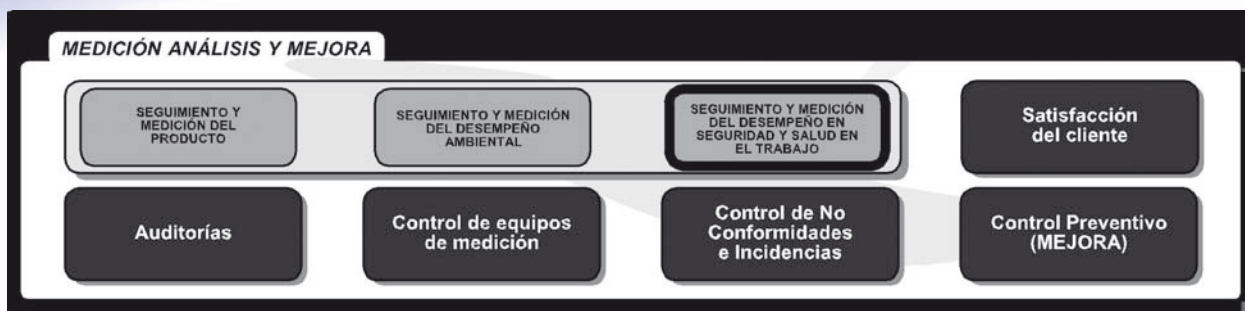 MEDICIÓN ANÁLISIS Y MEJORA
SEGUIMIENTO Y
MEDICIÓN DEL
PRODUCTO
SEGUIMIENTO Y MEDICIÓN
DEL DESEMPEÑO
AMBIENTAL
SEGUIMIENTO Y MEDICIÓN
DEL DESEMPEÑO EN
SEGURIDAD Y SALUD EN
EL TRABAJO
Satisfacción
del cliente
Auditorías
Control de equipos
de medición
Control de No
Conformidades
e Incidencias
Control Preventivo
(MEJORA)